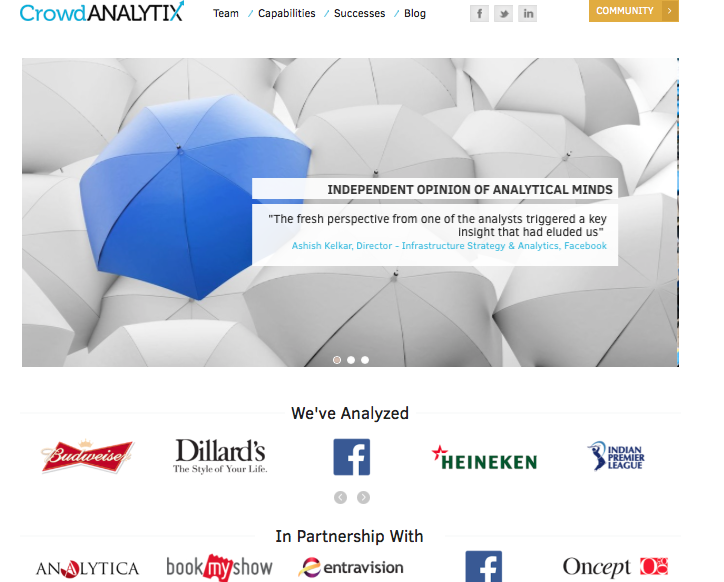 CrowdANALYTIX
Team / Capabilities / Successes / Blog
COMMUNITY
INDEPENDENT OPINION OF ANALYTICAL MINDS
"The fresh perspective from one of the analysts triggered a key
insight that had eluded us"
Ashish Kelkar, Director - Infrastructure Strategy & Analytics, Facebook
We've Analyzed
Budweiser
Dillard's
The Style of Your Life.
HEINEKEN
INDIAN
PREMIER
LEAGUE
In Partnership With
ANALYTICA
bookmyshow
entravision
Oncept